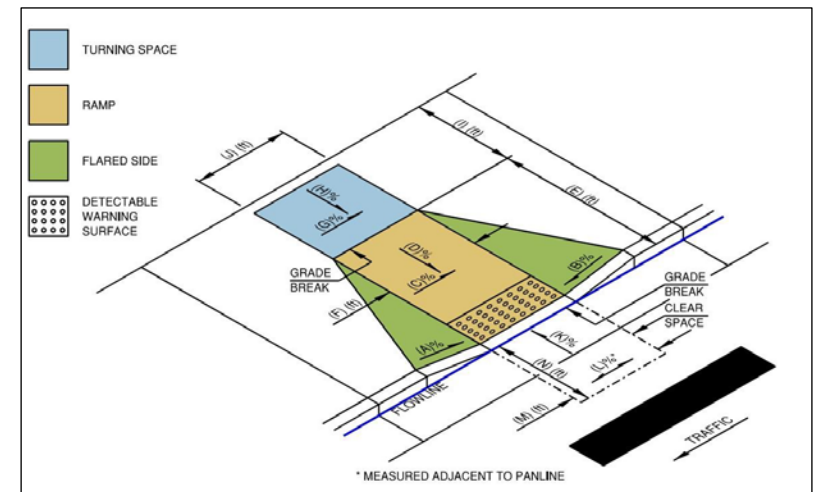 TURNING SPACE
RAMP
FLARED SIDE
DETECTABLE
WARNING
SURFACE
(J) (ft)
(I) (ft)
(E) (ft)
(H)%
(G)%
(D)%
(C)%
(B)%
GRADE
BREAK
(F) (ft)
(A)%
GRADE
BREAK
CLEAR
SPACE
(K)%
(N) (ft)
(L)%*
(M) (ft)
FLOWLINE
TRAFFIC
* MEASURED ADJACENT TO PANLINE